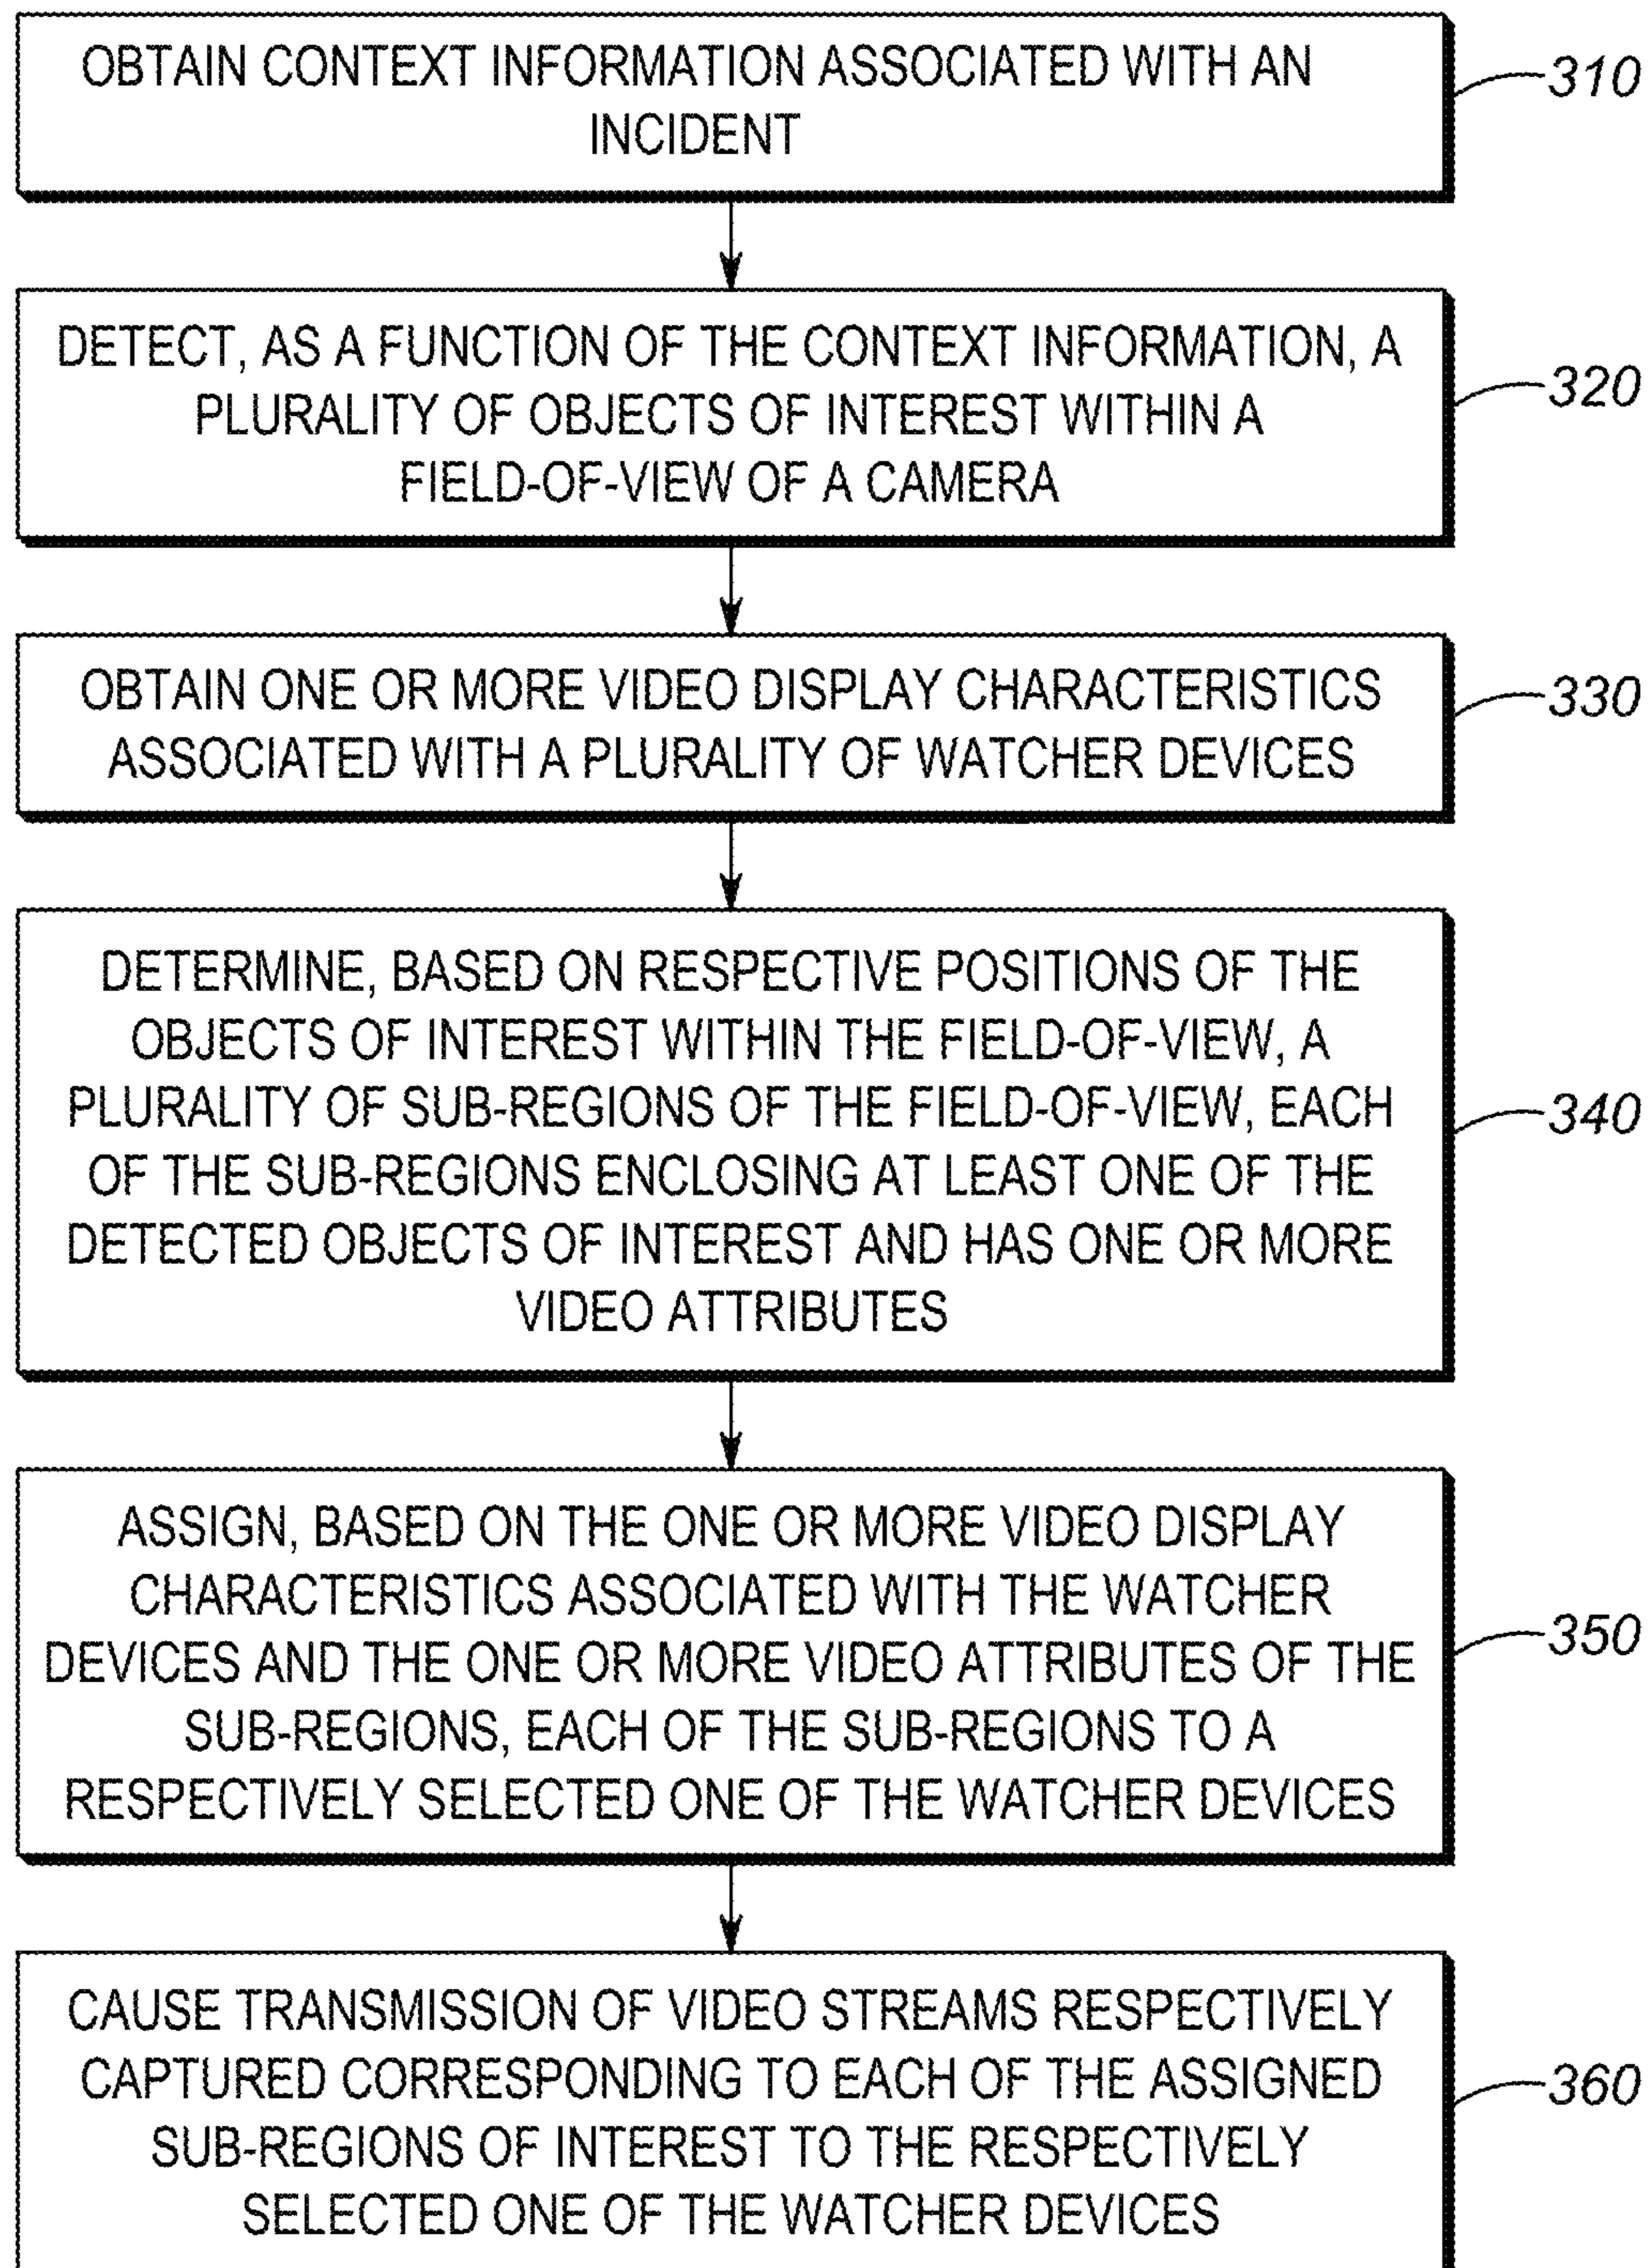 OBTAIN CONTEXT INFORMATION ASSOCIATED WITH AN
INCIDENT
310
DETECT, AS A FUNCTION OF THE CONTEXT INFORMATION, A
PLURALITY OF OBJECTS OF INTEREST WITHIN A
FIELD-OF-VIEW OF A CAMERA
320
OBTAIN ONE OR MORE VIDEO DISPLAY CHARACTERISTICS
ASSOCIATED WITH A PLURALITY OF WATCHER DEVICES
330
DETERMINE, BASED ON RESPECTIVE POSITIONS OF THE
OBJECTS OF INTEREST WITHIN THE FIELD-OF-VIEW, A
PLURALITY OF SUB-REGIONS OF THE FIELD-OF-VIEW, EACH
OF THE SUB-REGIONS ENCLOSING AT LEAST ONE OF THE
DETECTED OBJECTS OF INTEREST AND HAS ONE OR MORE
VIDEO ATTRIBUTES
340
ASSIGN, BASED ON THE ONE OR MORE VIDEO DISPLAY
CHARACTERISTICS ASSOCIATED WITH THE WATCHER
DEVICES AND THE ONE OR MORE VIDEO ATTRIBUTES OF THE
SUB-REGIONS, EACH OF THE SUB-REGIONS TO A
RESPECTIVELY SELECTED ONE OF THE WATCHER DEVICES
350
CAUSE TRANSMISSION OF VIDEO STREAMS RESPECTIVELY
CAPTURED CORRESPONDING TO EACH OF THE ASSIGNED
SUB-REGIONS OF INTEREST TO THE RESPECTIVELY
SELECTED ONE OF THE WATCHER DEVICES
360